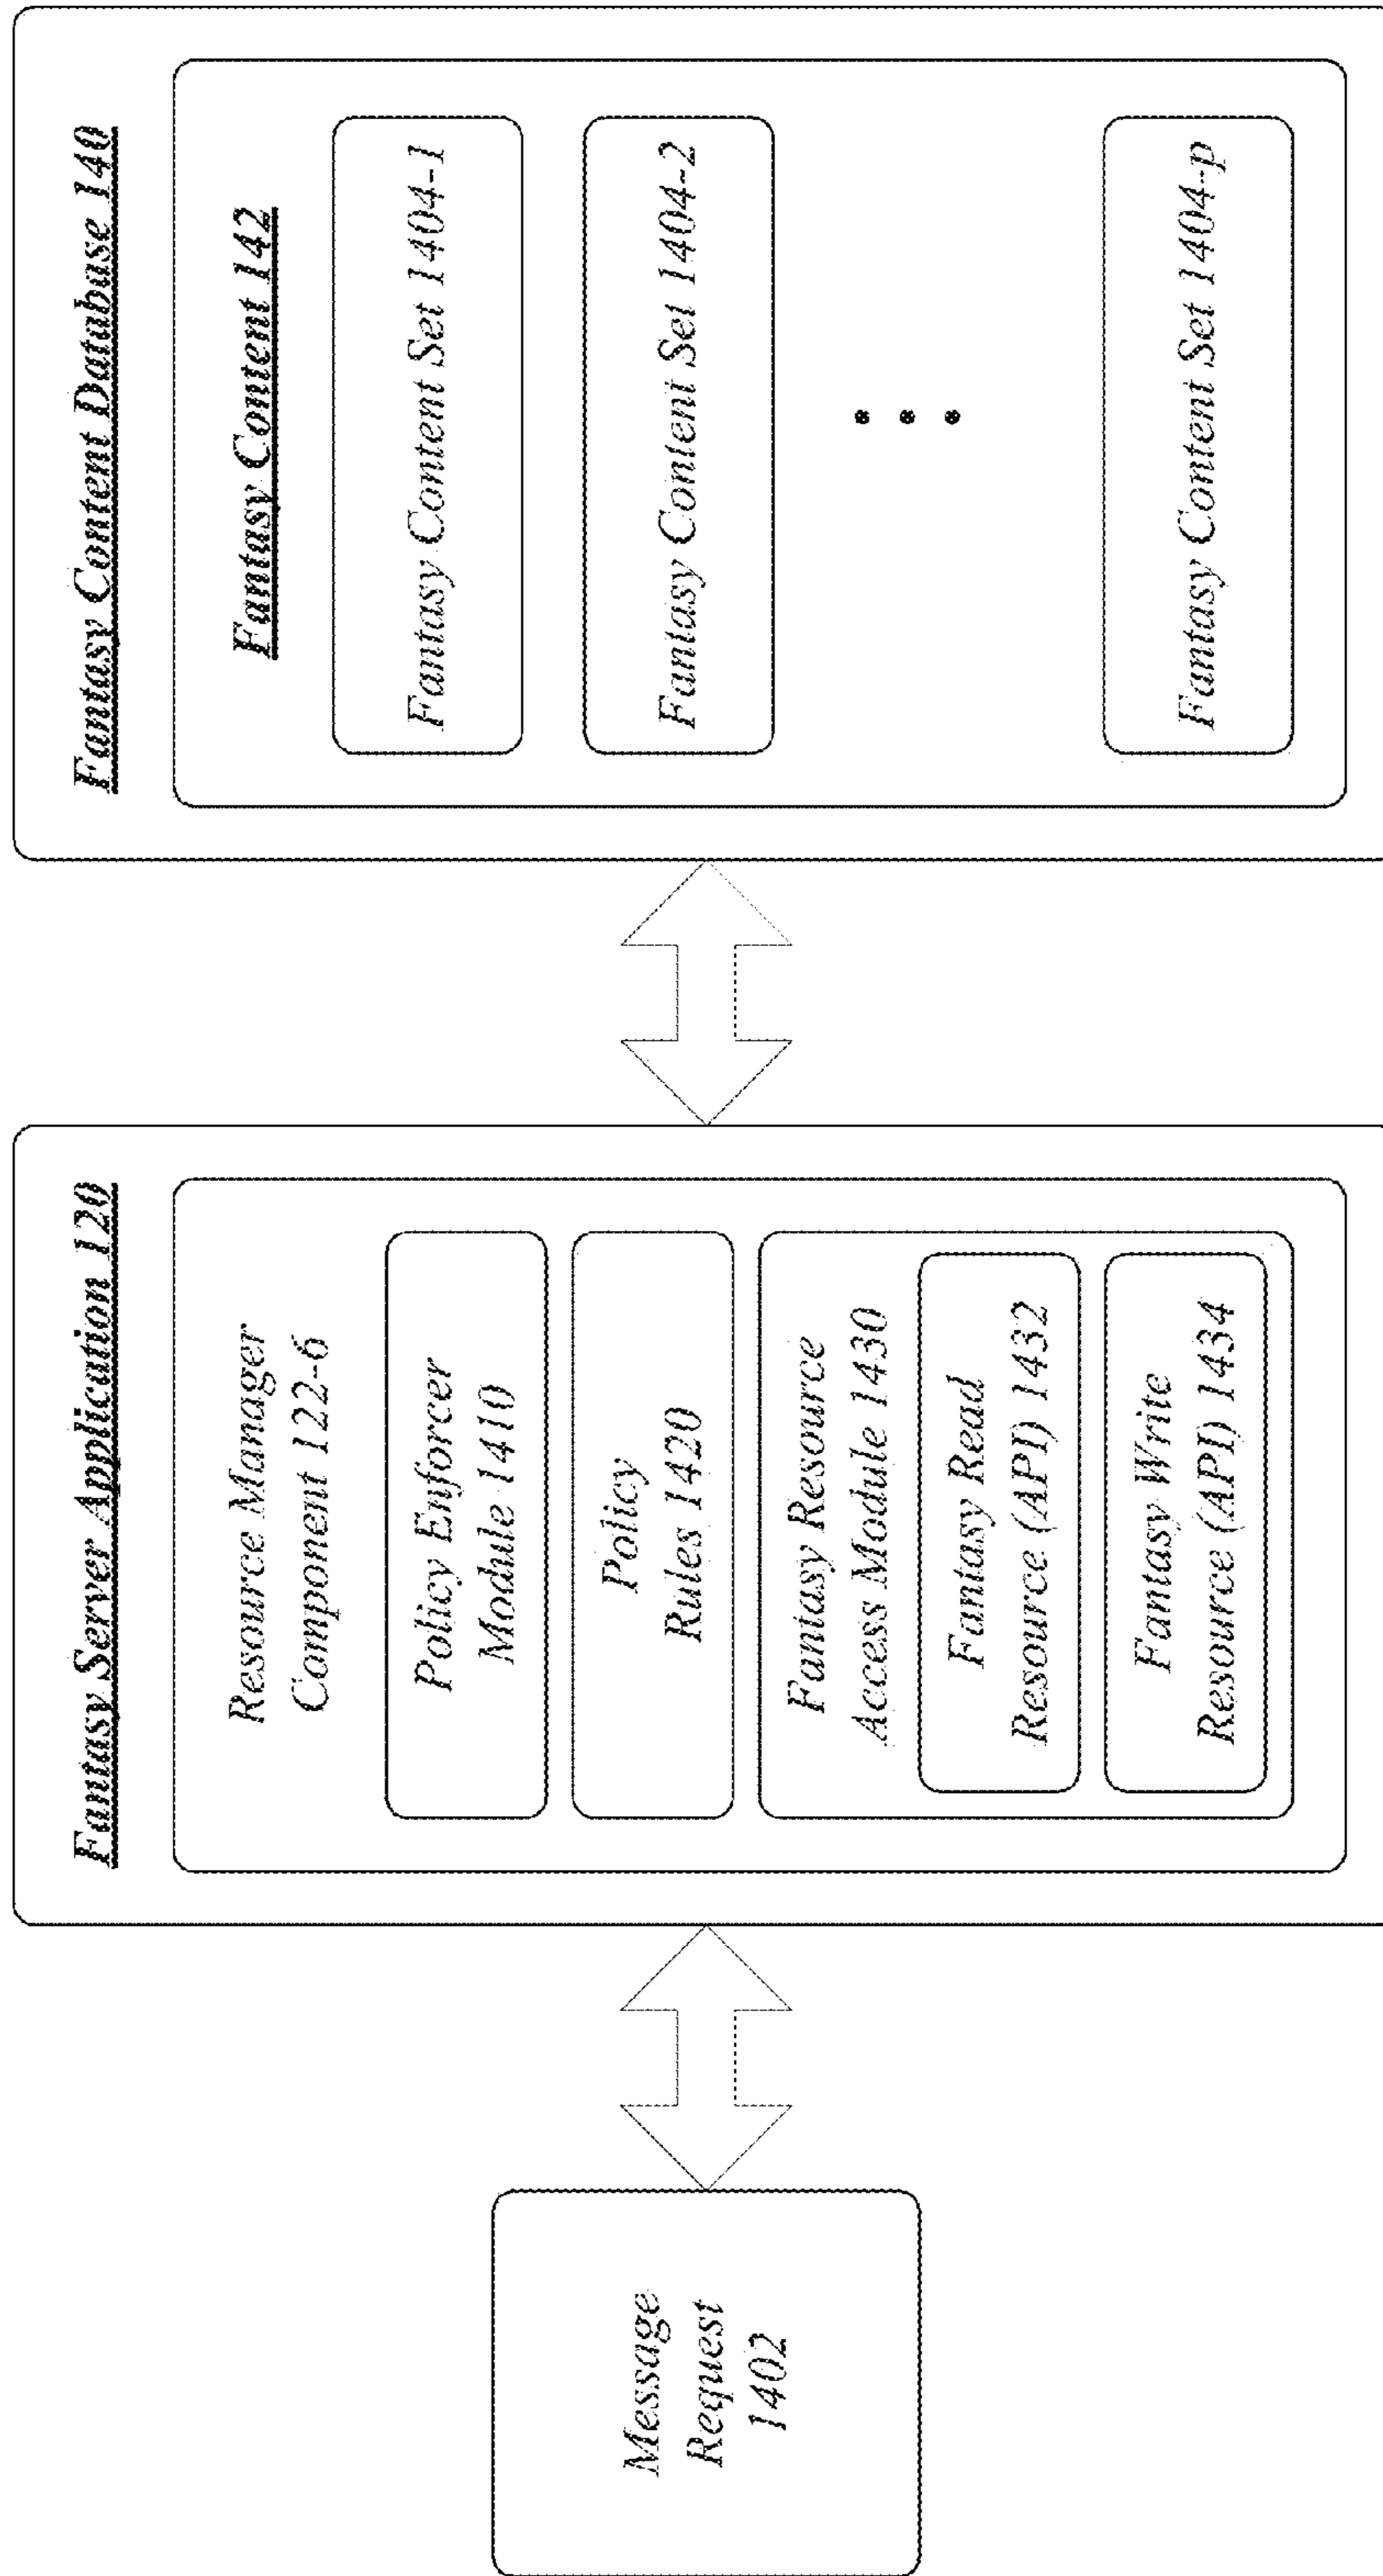 Message
Request
1402
Fantasy Server Application 120
Resource Manager
Component 122-6
Policy Enforcer
Module 1410
Policy
Rules 1420
Fantasy Resource
Access Module 1430
Fantasy Read
Resource (API) 1432
Fantasy Write
Resource (API) 1434
Fantasy Content Database 140
Fantasy Content 142
Fantasy Content Set 1404-1
Fantasy Content Set 1404-2
• • •
Fantasy Content Set 1404-p